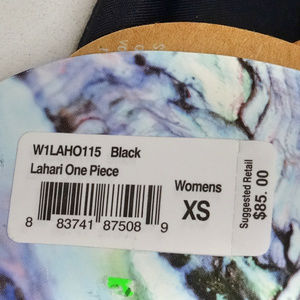 W1LAHO115 Black
Lahari One Piece
Womens
XS
8 83741 87508 9
Suggested Retail
$85.00